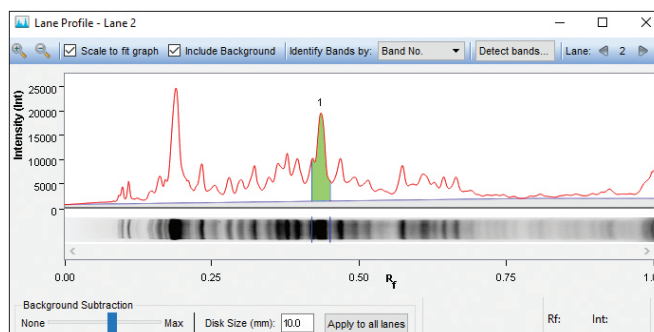 Lane Profile - Lane 2
Scale to fit graph Include Background Identify Bands by: Band No. Detect bands... Lane: 2
1
Intensity (Int)
25000
20000
15000
10000
5000
0
0.00 0.25 0.50 0.75 1.0
Rf
Background Subtraction
None Max Disk Size (mm): 10.0 Apply to all lanes Rf: Int: